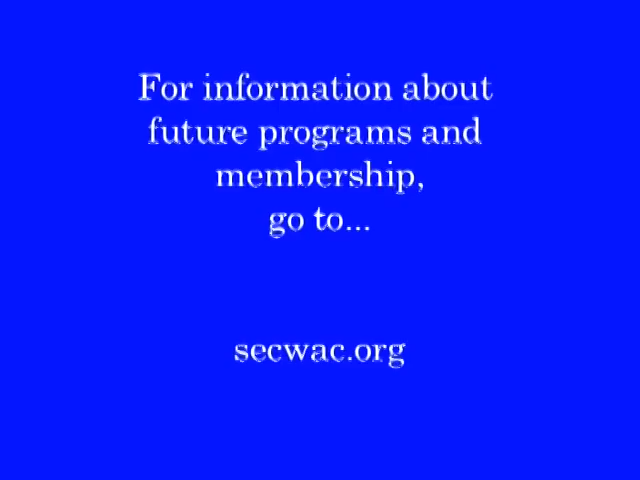 For information about
future programs and
membership,
go to...
secwac.org